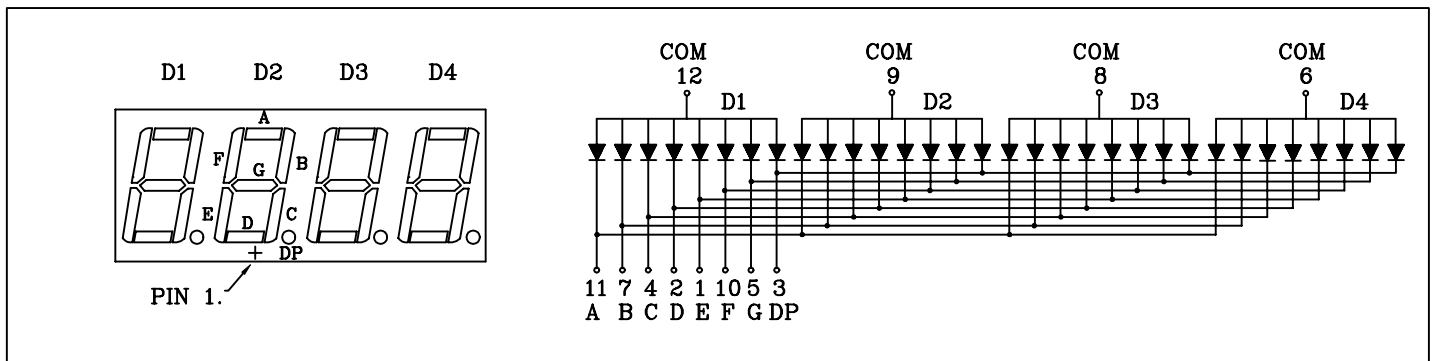 D1 D2 D3 D4
A
F B
G
E C
D
+ DP
PIN 1.
COM COM COM COM
12 9 8 6
D1 D2 D3 D4
11 7 4 2 1 10 5 3
A B C D E F G DP